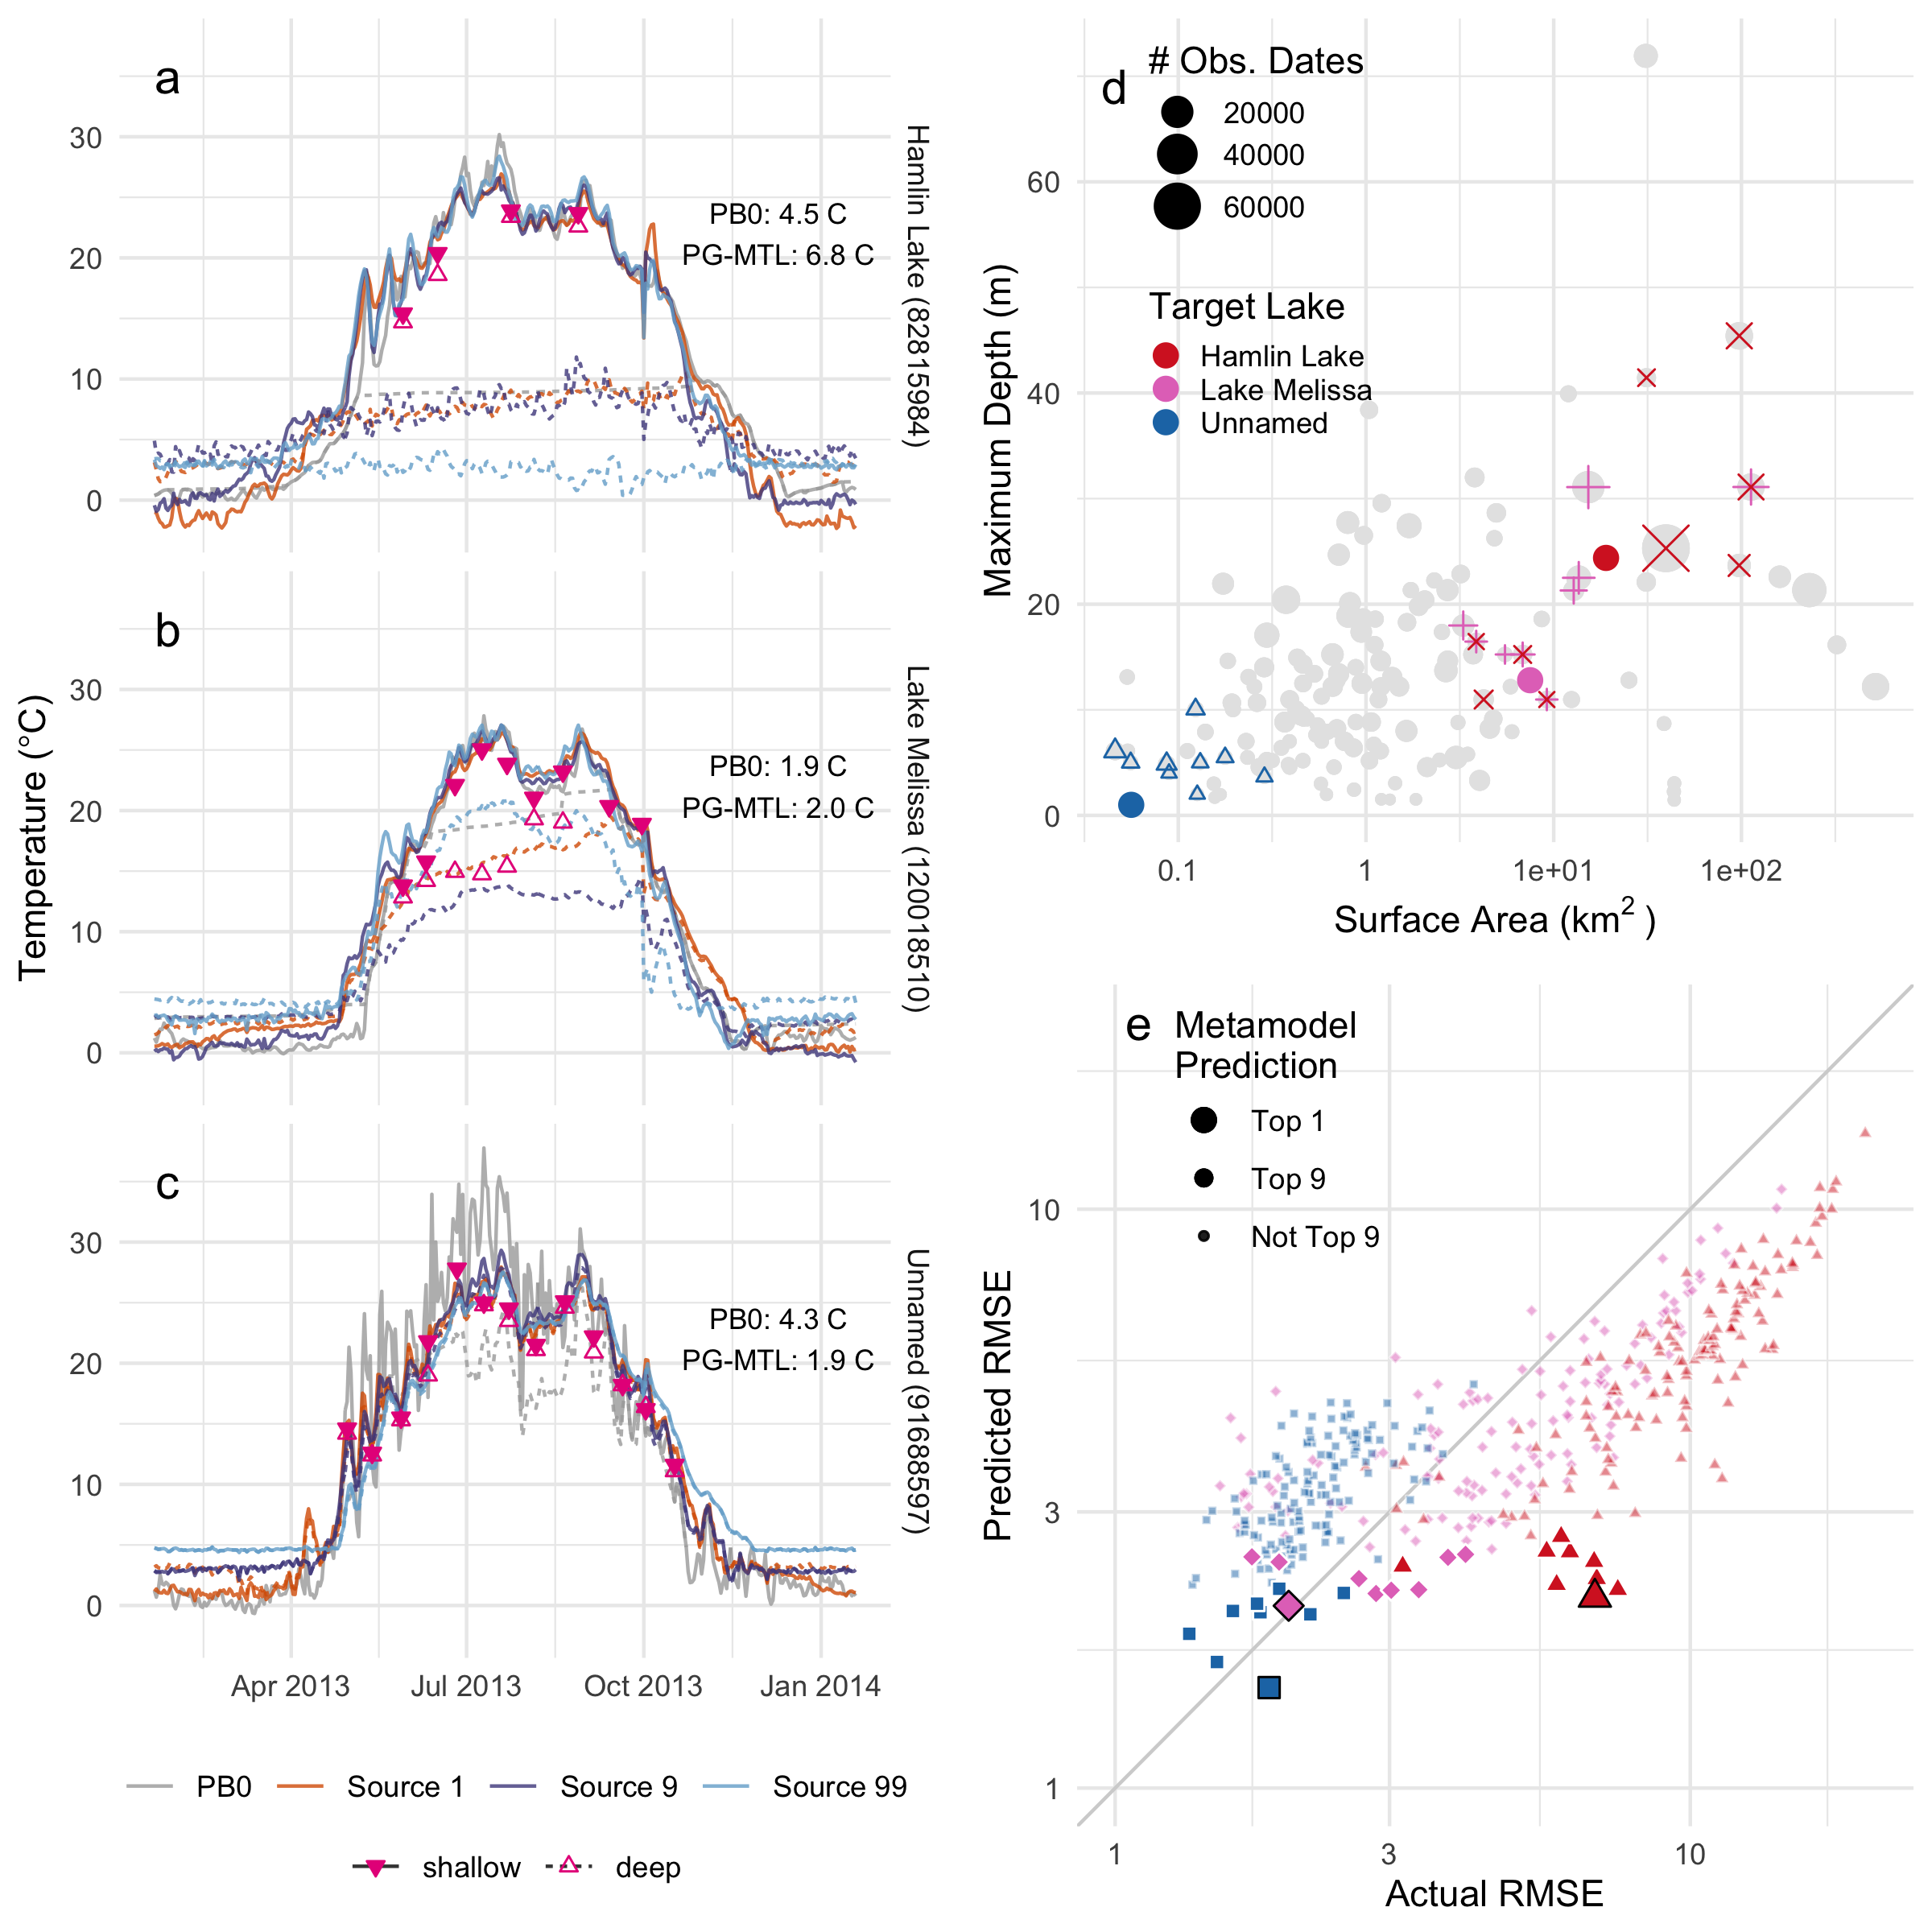 Temperature (°C)
a
30
20
10
0
PB0: 4.5 C
PG-MTL: 6.8 C
Hamlin Lake (82815984)
b
30
20
10
0
PB0: 1.9 C
PG-MTL: 2.0 C
Lake Melissa (120018510)
c
30
20
10
0
PB0: 4.3 C
PG-MTL: 1.9 C
Unnamed (91688597)
Apr 2013
Jul 2013
Oct 2013
Jan 2014
PB0
Source 1
Source 9
Source 99
shallow
deep
d
# Obs. Dates
20000
40000
60000
Target Lake
Hamlin Lake
Lake Melissa
Unnamed
Maximum Depth (m)
60
40
20
0
0.1
1
1e+01
1e+02
Surface Area (km2 )
e
Metamodel
Prediction
Top 1
Top 9
Not Top 9
Predicted RMSE
10
3
1
1
3
10
Actual RMSE